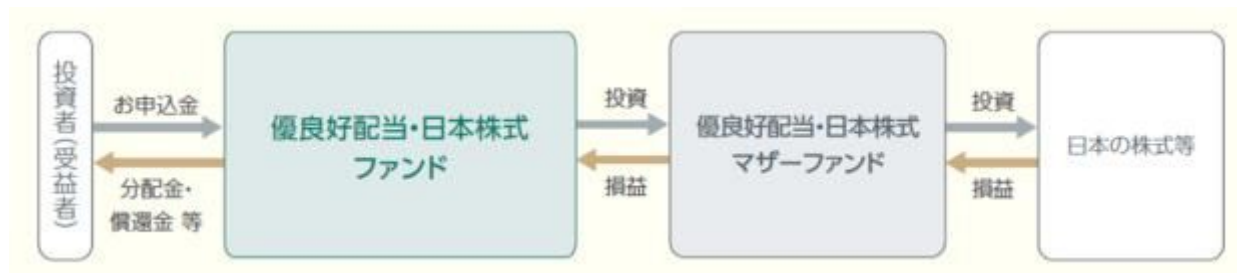 投資者(受益者)
お申込金
分配金・
償還金 等
優良好配当・日本株式
ファンド
投資
損益
優良好配当・日本株式
マザーファンド
投資
損益
日本の株式等